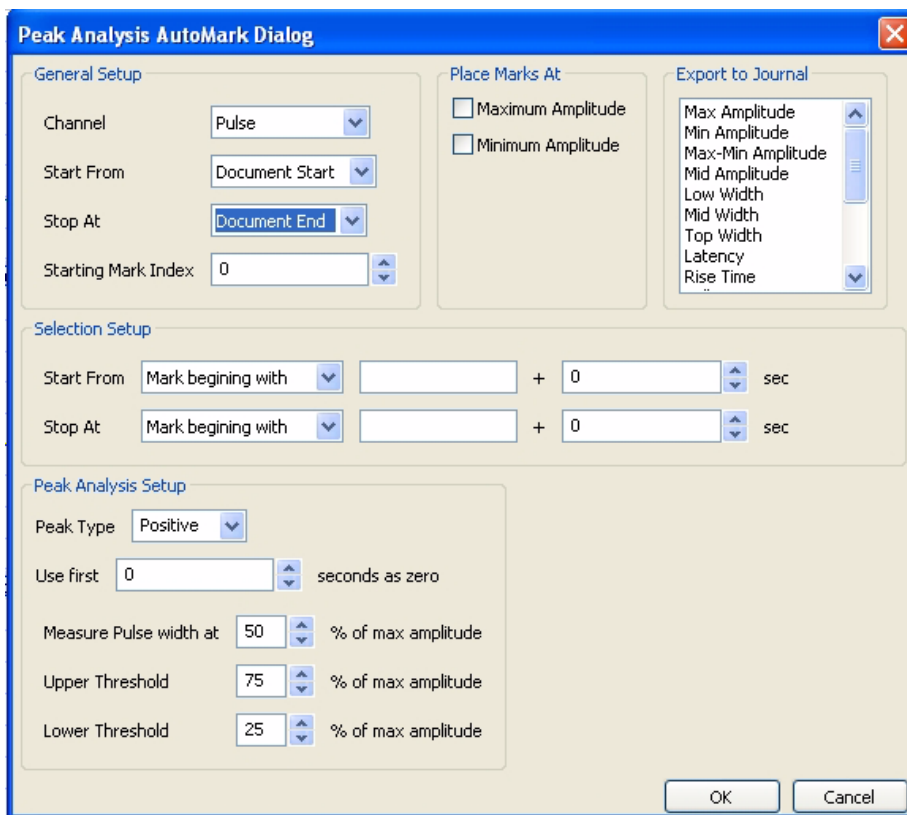 Peak Analysis AutoMark Dialog
General Setup
Channel Pulse
Start From Document Start
Stop At Document End
Starting Mark Index 0
Place Marks At
Maximum Amplitude
Minimum Amplitude
Export to Journal
Max Amplitude
Min Amplitude
Max-Min Amplitude
Mid Amplitude
Low Width
Mid Width
Top Width
Latency
Rise Time
Selection Setup
Start From Mark begining with + 0 sec
Stop At Mark begining with + 0 sec
Peak Analysis Setup
Peak Type Positive
Use first 0 seconds as zero
Measure Pulse width at 50 % of max amplitude
Upper Threshold 75 % of max amplitude
Lower Threshold 25 % of max amplitude
OK Cancel